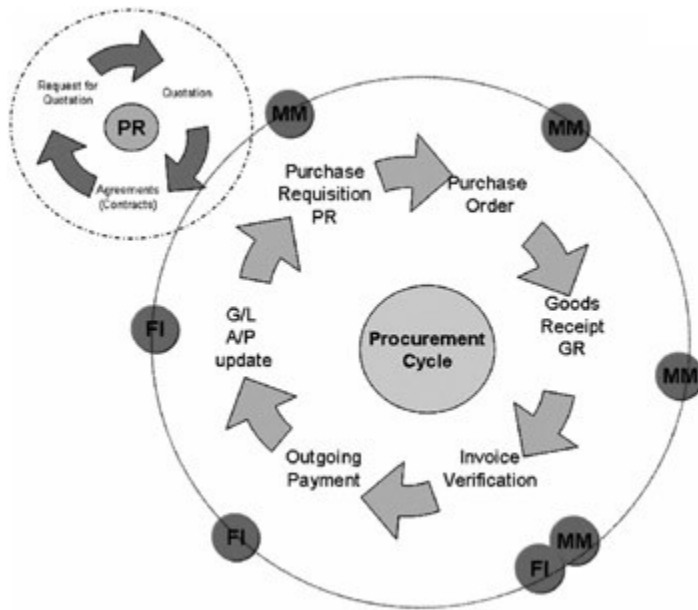 Request for
Quotation
Quotation
PR
Agreements
(Contracts)
MM
MM
Purchase
Requisition
PR
Purchase
Order
Goods
Receipt
GR
FI
G/L
A/P
update
Procurement
Cycle
MM
Outgoing
Payment
Invoice
Verification
FI
MM
FI